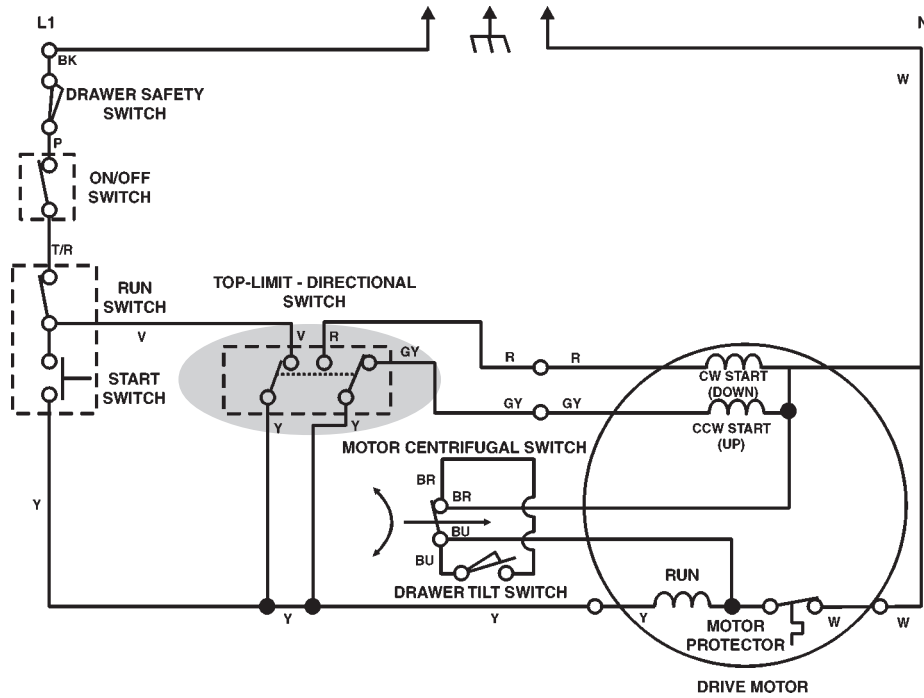 L1
N
BK
W
DRAWER SAFETY
SWITCH
P
ON/OFF
SWITCH
T/R
TOP-LIMIT - DIRECTIONAL
SWITCH
RUN
SWITCH
V
V
R
GY
R
R
START
SWITCH
CW START
(DOWN)
GY
GY
Y
Y
CCW START
(UP)
MOTOR CENTRIFUGAL SWITCH
BR
BR
Y
BU
BU
DRAWER TILT SWITCH
RUN
Y
Y
Y
MOTOR
PROTECTOR
W
W
DRIVE MOTOR